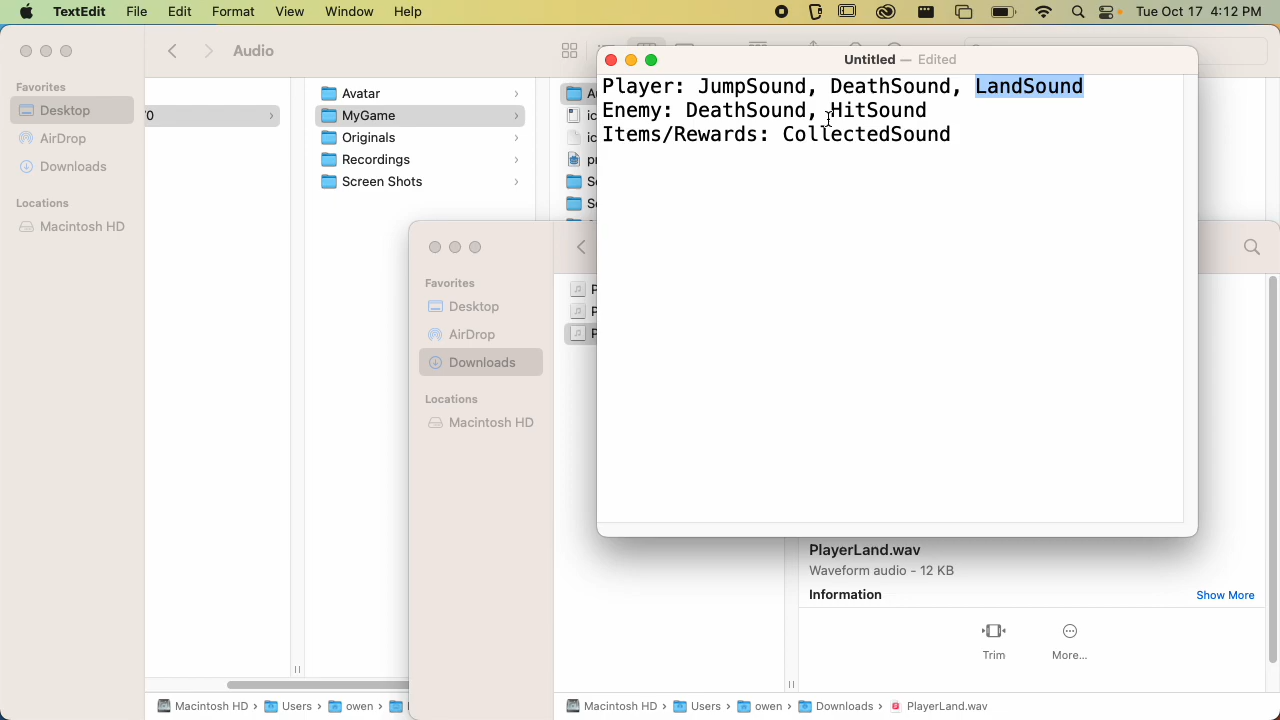 TextEdit File Edit Format View Window Help Tue Oct 17 4:12 PM
Audio
Favorites
Desktop
AirDrop
Downloads
Locations
Macintosh HD
Avatar
MyGame
Originals
Recordings
Screen Shots
Untitled — Edited
Player: JumpSound, DeathSound, LandSound
Enemy: DeathSound, HitSound
Items/Rewards: CollectedSound
Favorites
Desktop
AirDrop
Downloads
Locations
Macintosh HD
PlayerLand.wav
Waveform audio - 12 KB
Information Show More
Trim More...
Macintosh HD › Users › owen ›
Macintosh HD › Users › owen › Downloads › PlayerLand.wav